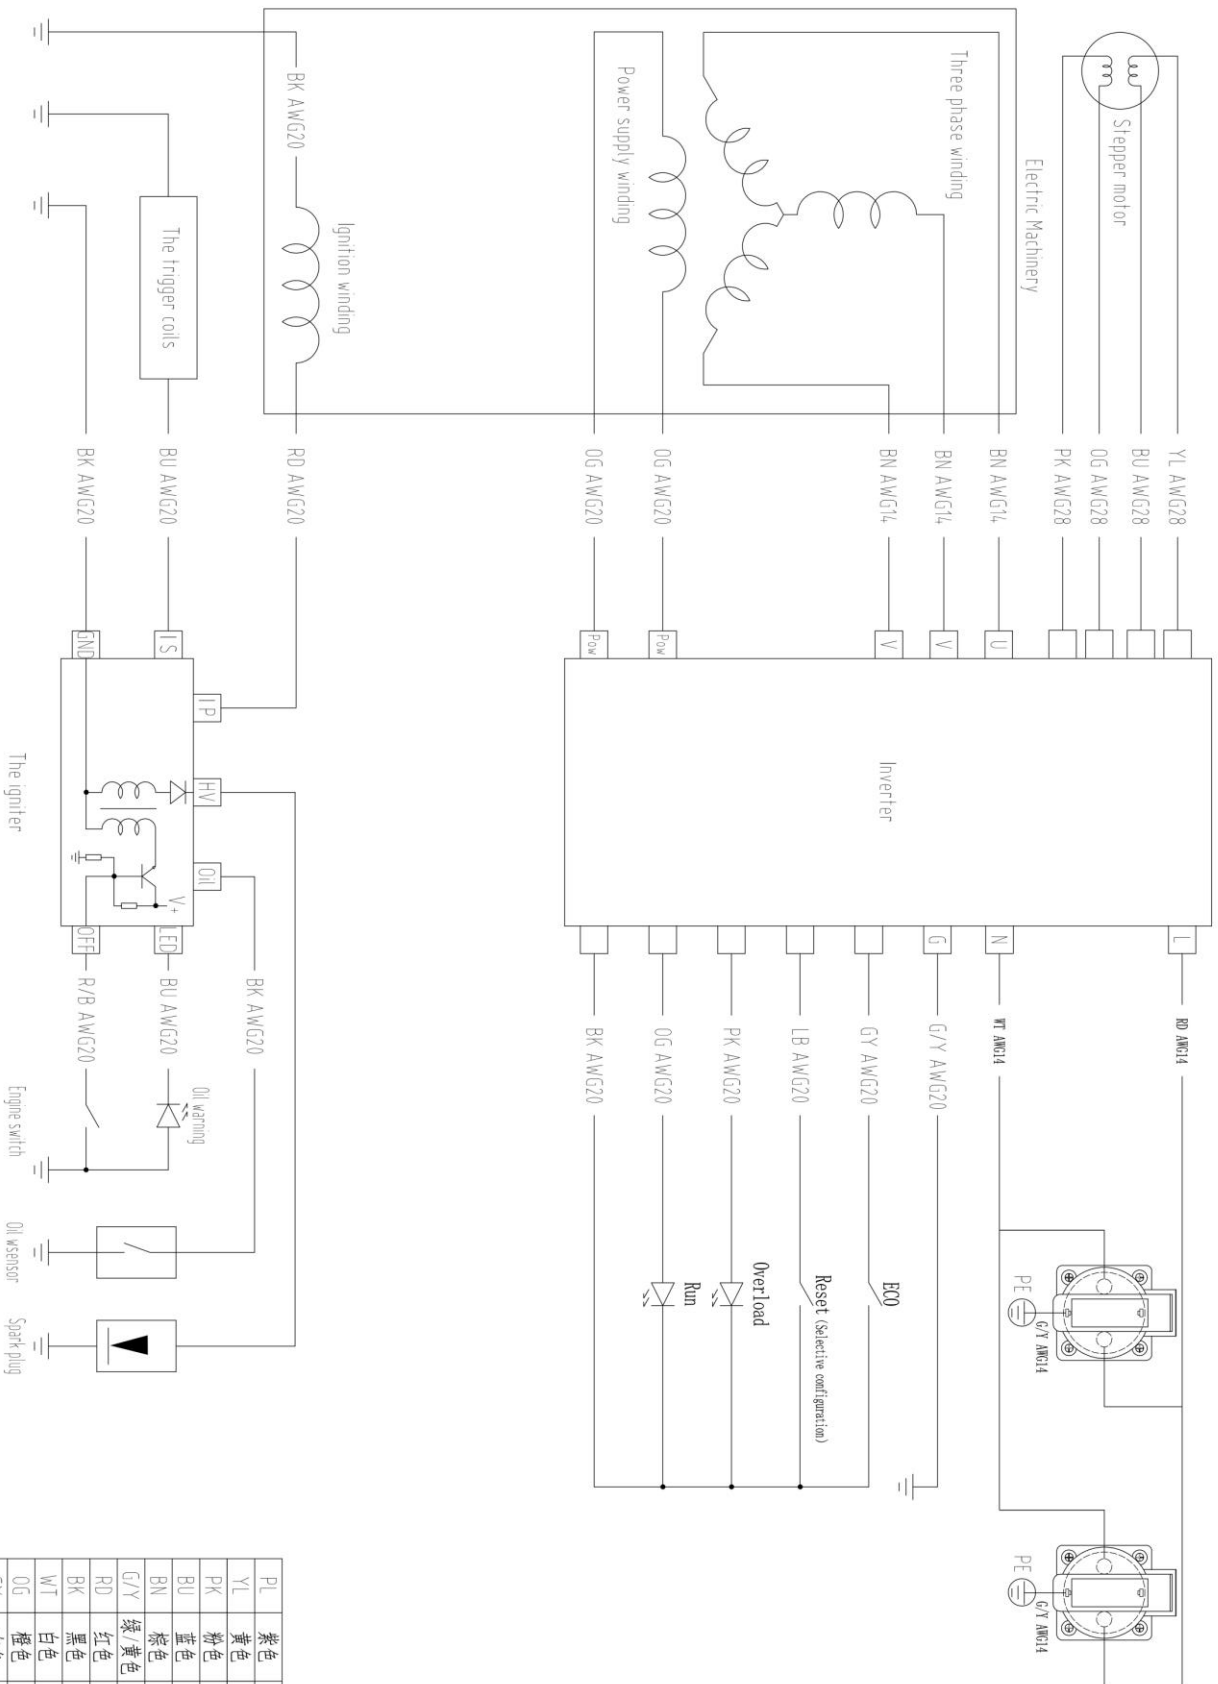 Stepper motor
Electric Machinery
Three phase winding
Power supply winding
BK AWG20
Ignition winding
The trigger coils
YL AWG28
BU AWG28
OG AWG28
PK AWG28
BN AWG14
BN AWG14
BN AWG14
OG AWG20
OG AWG20
RD AWG20
BU AWG20
BK AWG20
U
V
V
Pow
Pow
Inverter
L
N
G
RD AWG14
WT AWG14
G/Y AWG20
GY AWG20
LB AWG20
PK AWG20
OG AWG20
BK AWG20
ECO
Reset (Selective configuration)
Overload
Run
PE
G/Y AWG14
PE
G/Y AWG14
IS
GND
IP
HV
Oil
V+
LED
OFF
The igniter
BK AWG20
BU AWG20
R/B AWG20
Oil warning
Engine switch
Oil wsensor
Spark plug
PL 紫色
YL 黄色
PK 粉色
BU 蓝色
BN 棕色
G/Y 绿/黄色
RD 红色
BK 黑色
WT 白色
OG 橙色